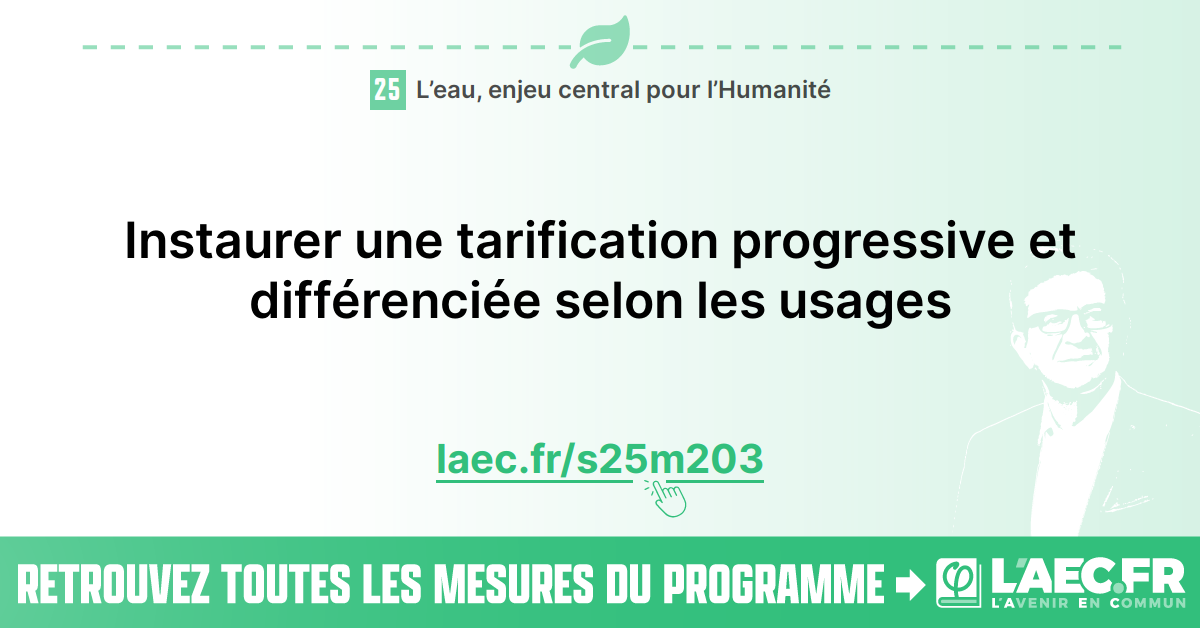 25 L’eau, enjeu central pour l’Humanité
Instaurer une tarification progressive et
différenciée selon les usages
laec.fr/s25m203
RETROUVEZ TOUTES LES MESURES DU PROGRAMME
L'AEC.FR
L'AVENIR EN COMMUN